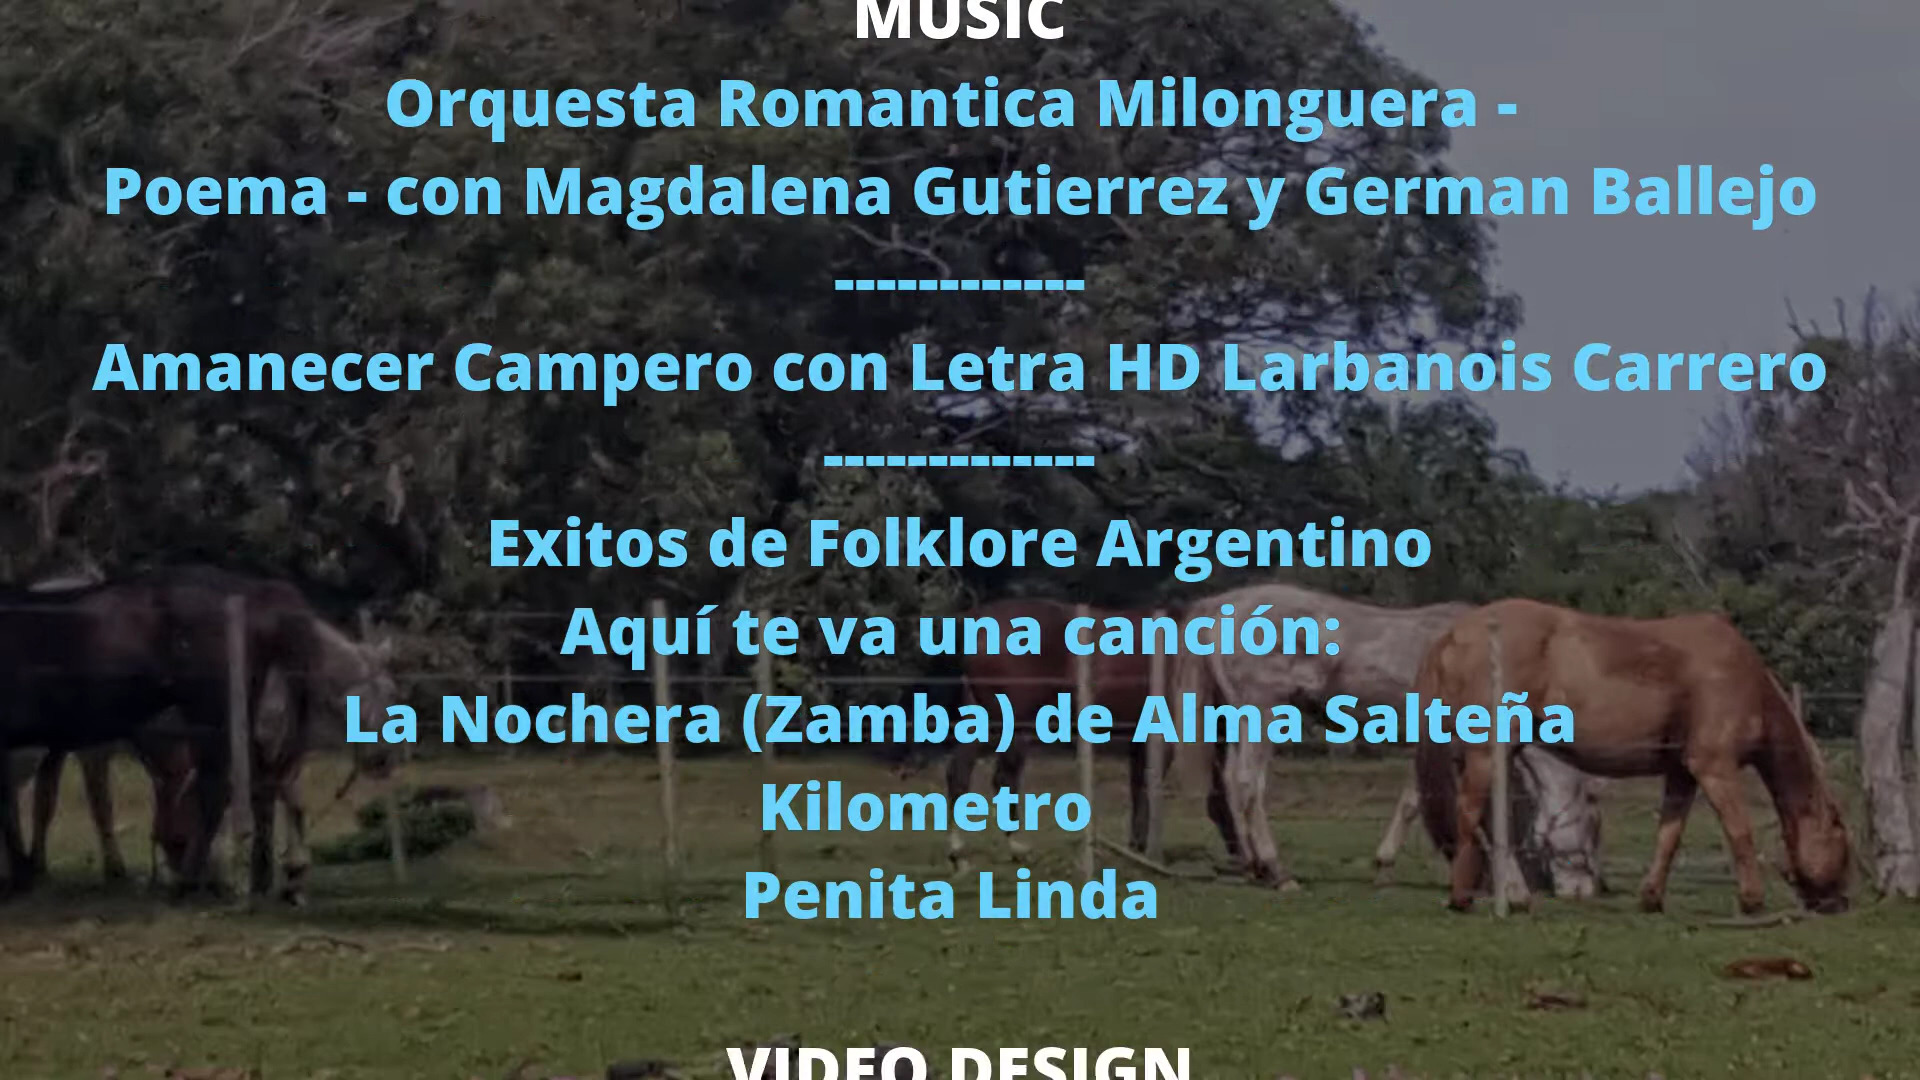 MUSIC
Orquesta Romantica Milonguera -
Poema - con Magdalena Gutierrez y German Ballejo
------------
Amanecer Campero con Letra HD Larbanois Carrero
-------------
Exitos de Folklore Argentino
Aquí te va una canción:
La Nochera (Zamba) de Alma Salteña
Kilometro
Penita Linda
VIDEO DESIGN